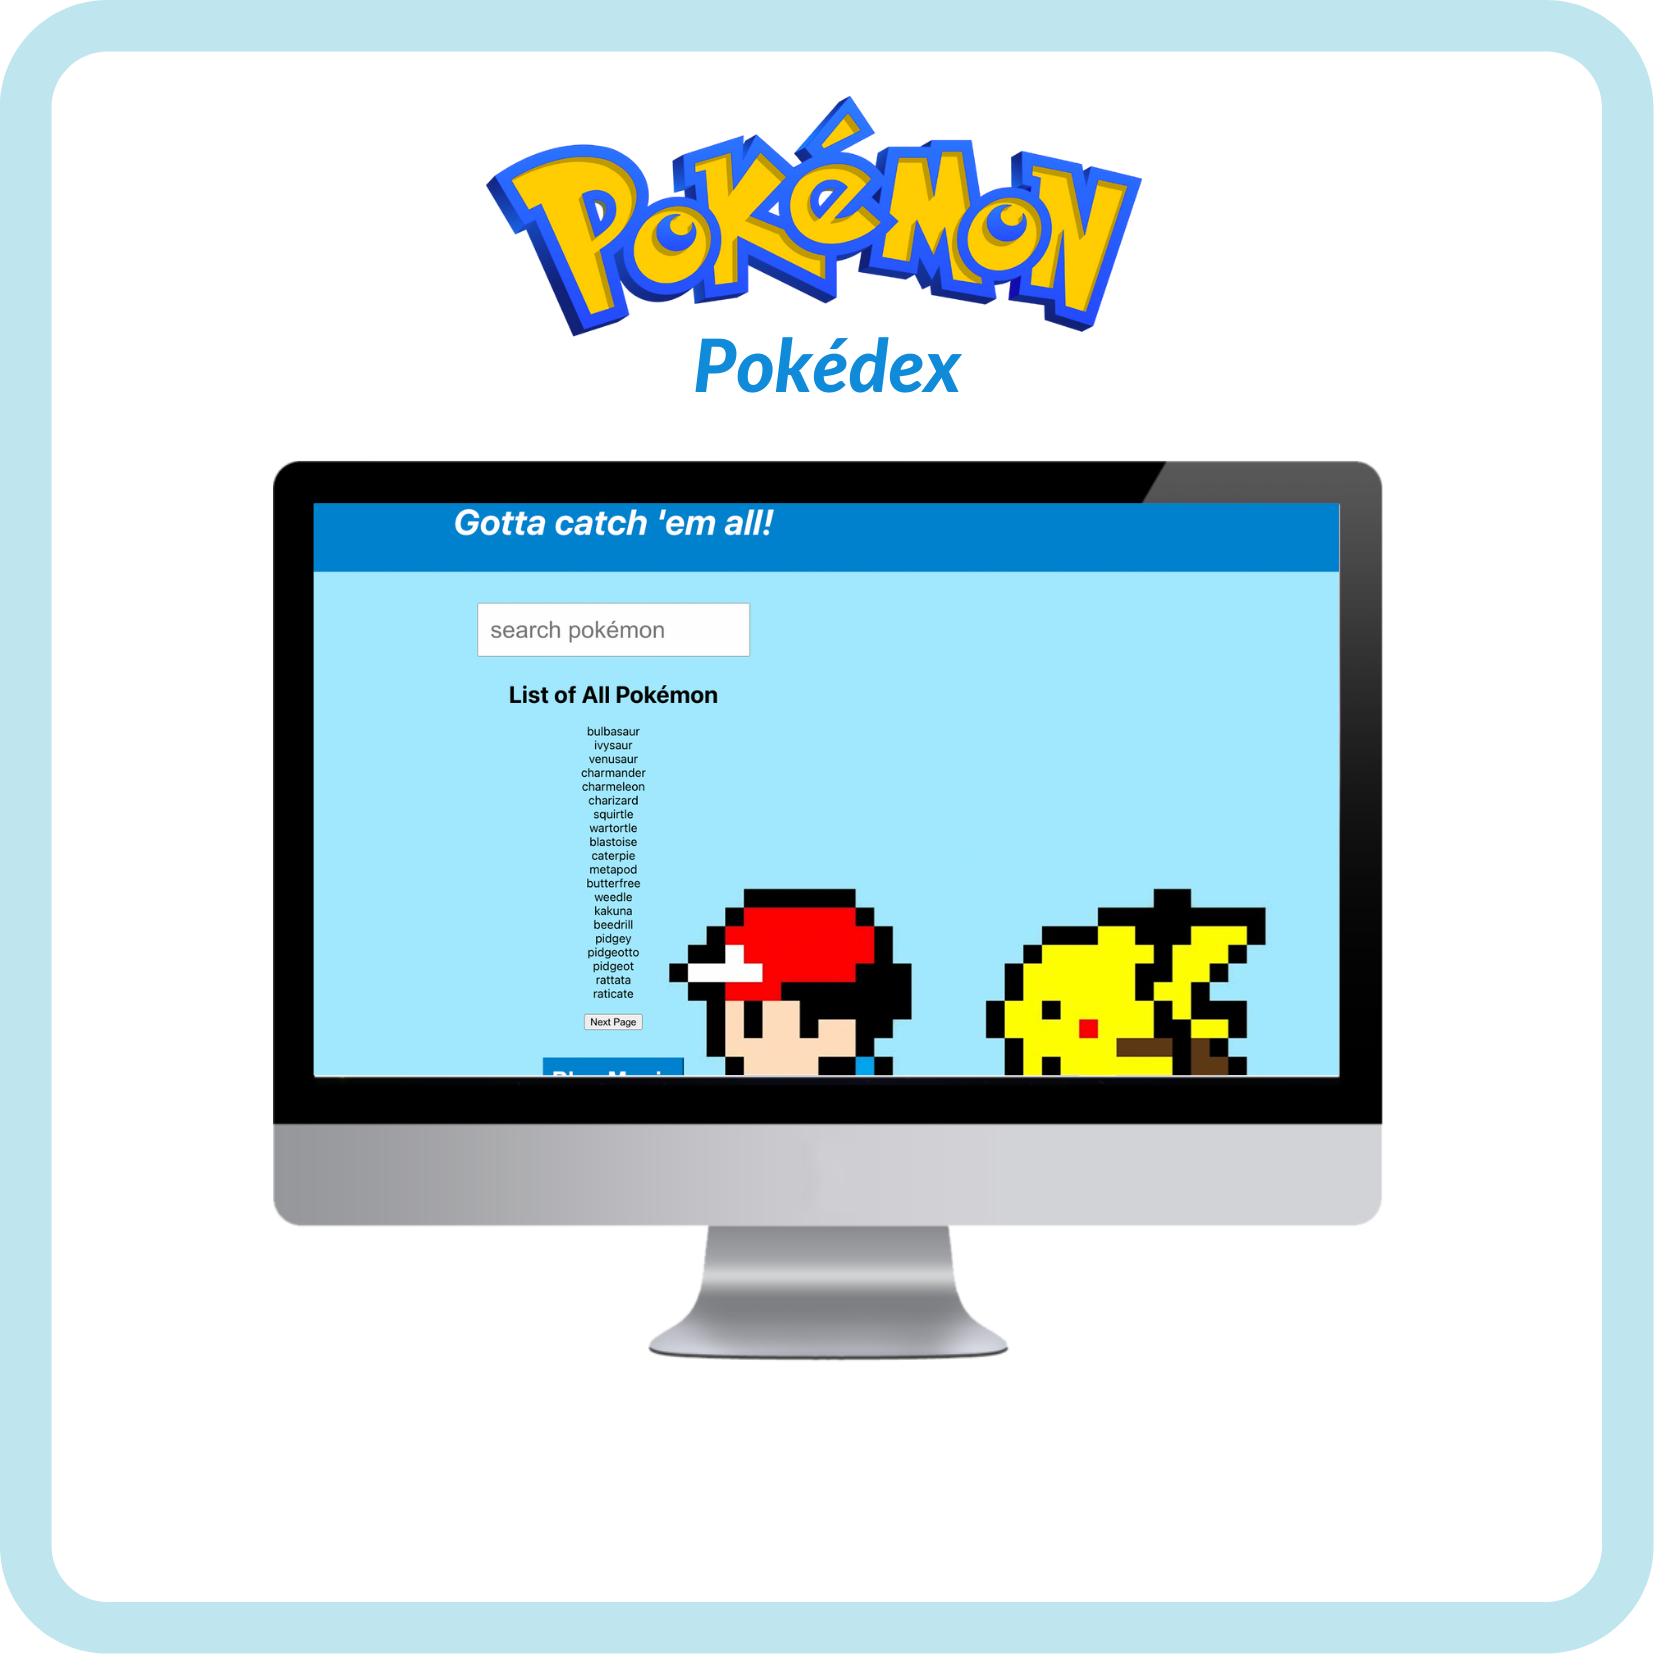 POKéMON
Pokédex
Gotta catch 'em all!
search pokémon
List of All Pokémon
bulbasaur
ivysaur
venusaur
charmander
charmeleon
charizard
squirtle
wartortle
blastoise
caterpie
metapod
butterfree
weedle
kakuna
beedrill
pidgey
pidgeotto
pidgeot
rattata
raticate
Next Page